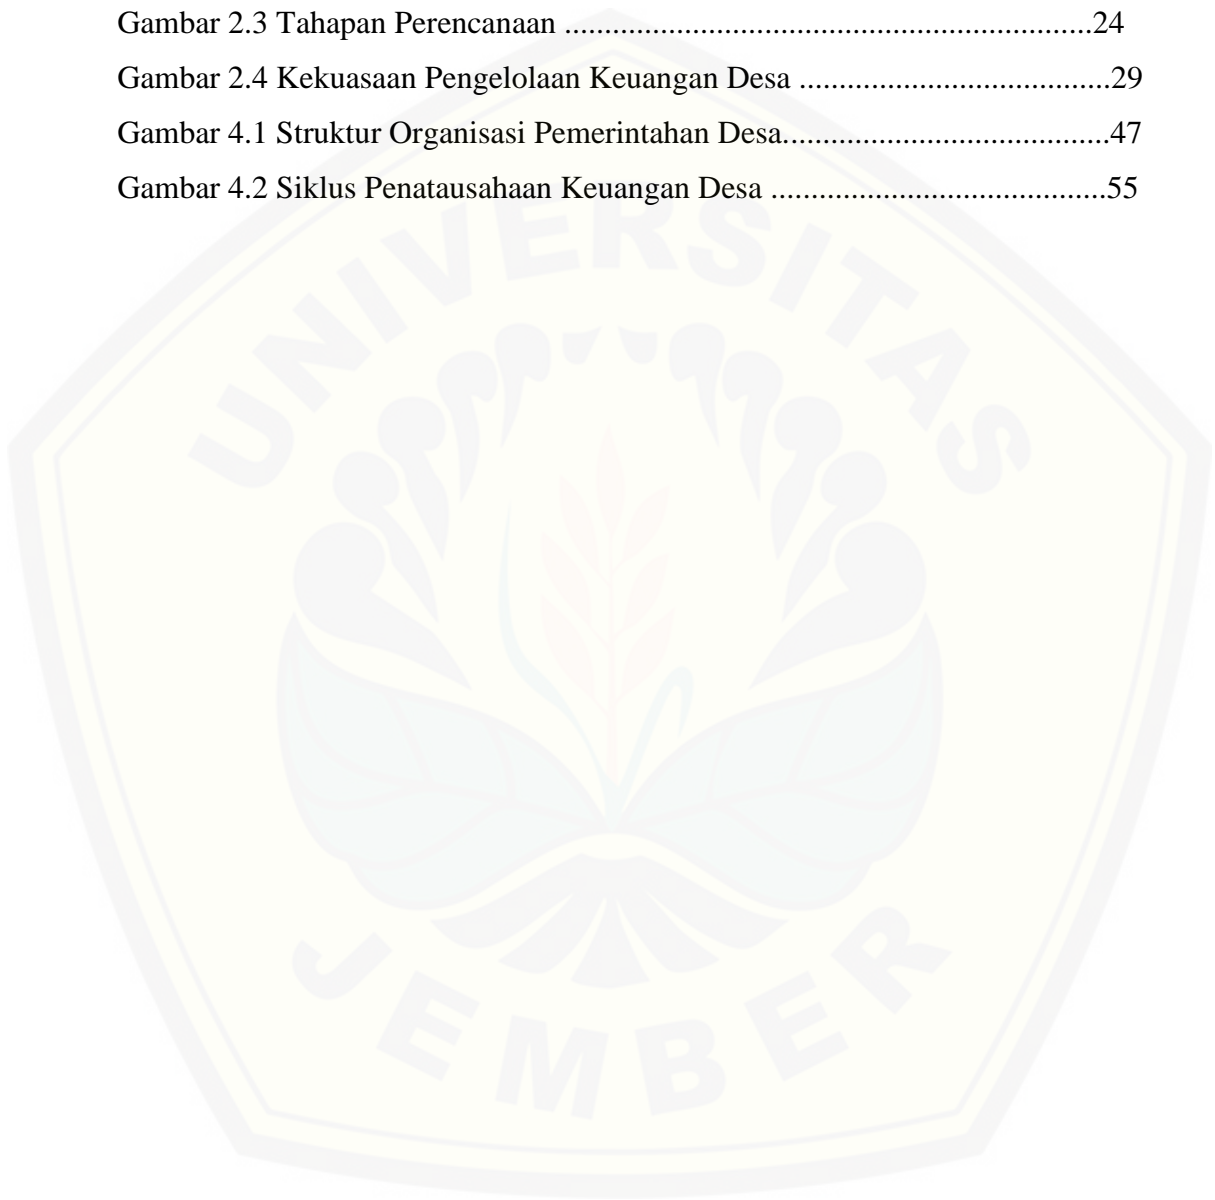 Gambar 2.3 Tahapan Perencanaan ................................................................24
Gambar 2.4 Kekuasaan Pengelolaan Keuangan Desa ......................................29
Gambar 4.1 Struktur Organisasi Pemerintahan Desa.......................................47
Gambar 4.2 Siklus Penatausahaan Keuangan Desa .........................................55
UNIVERSITAS
JEMBER